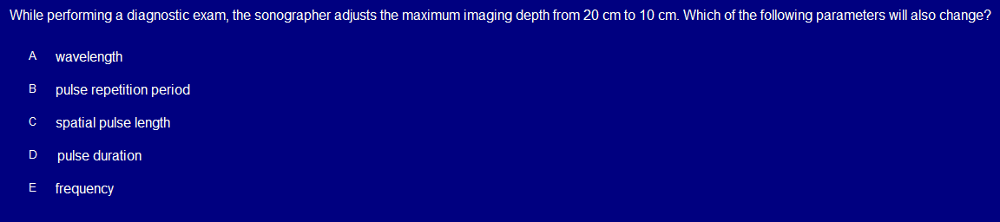 While performing a diagnostic exam, the sonographer adjusts the maximum imaging depth from 20 cm to 10 cm. Which of the following parameters will also change?
A wavelength
B pulse repetition period
C spatial pulse length
D pulse duration
E frequency